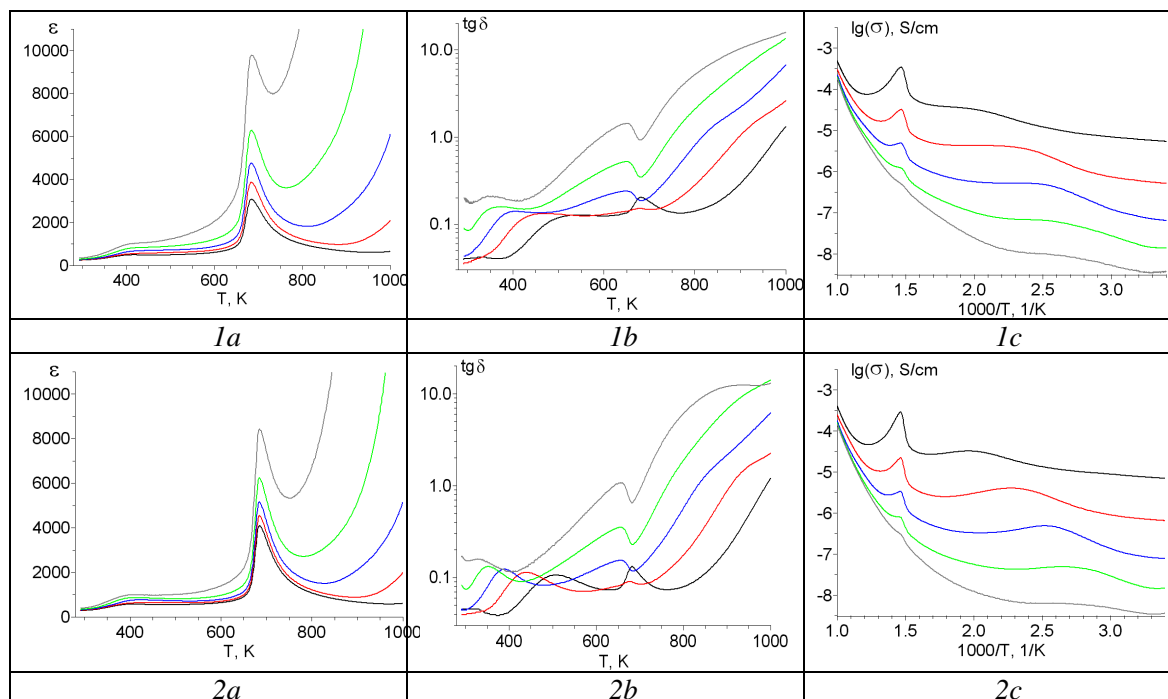 ε
10000
8000
6000
4000
2000
0
400 600 800 1000
T, K
1a
tg δ
10.0
1.0
0.1
400 600 800 1000
T, K
1b
lg(σ), S/cm
-3
-4
-5
-6
-7
-8
1.0 1.5 2.0 2.5 3.0
1000/T, 1/K
1c
ε
10000
8000
6000
4000
2000
0
400 600 800 1000
T, K
2a
tg δ
10.0
1.0
0.1
400 600 800 1000
T, K
2b
lg(σ), S/cm
-3
-4
-5
-6
-7
-8
1.0 1.5 2.0 2.5 3.0
1000/T, 1/K
2c